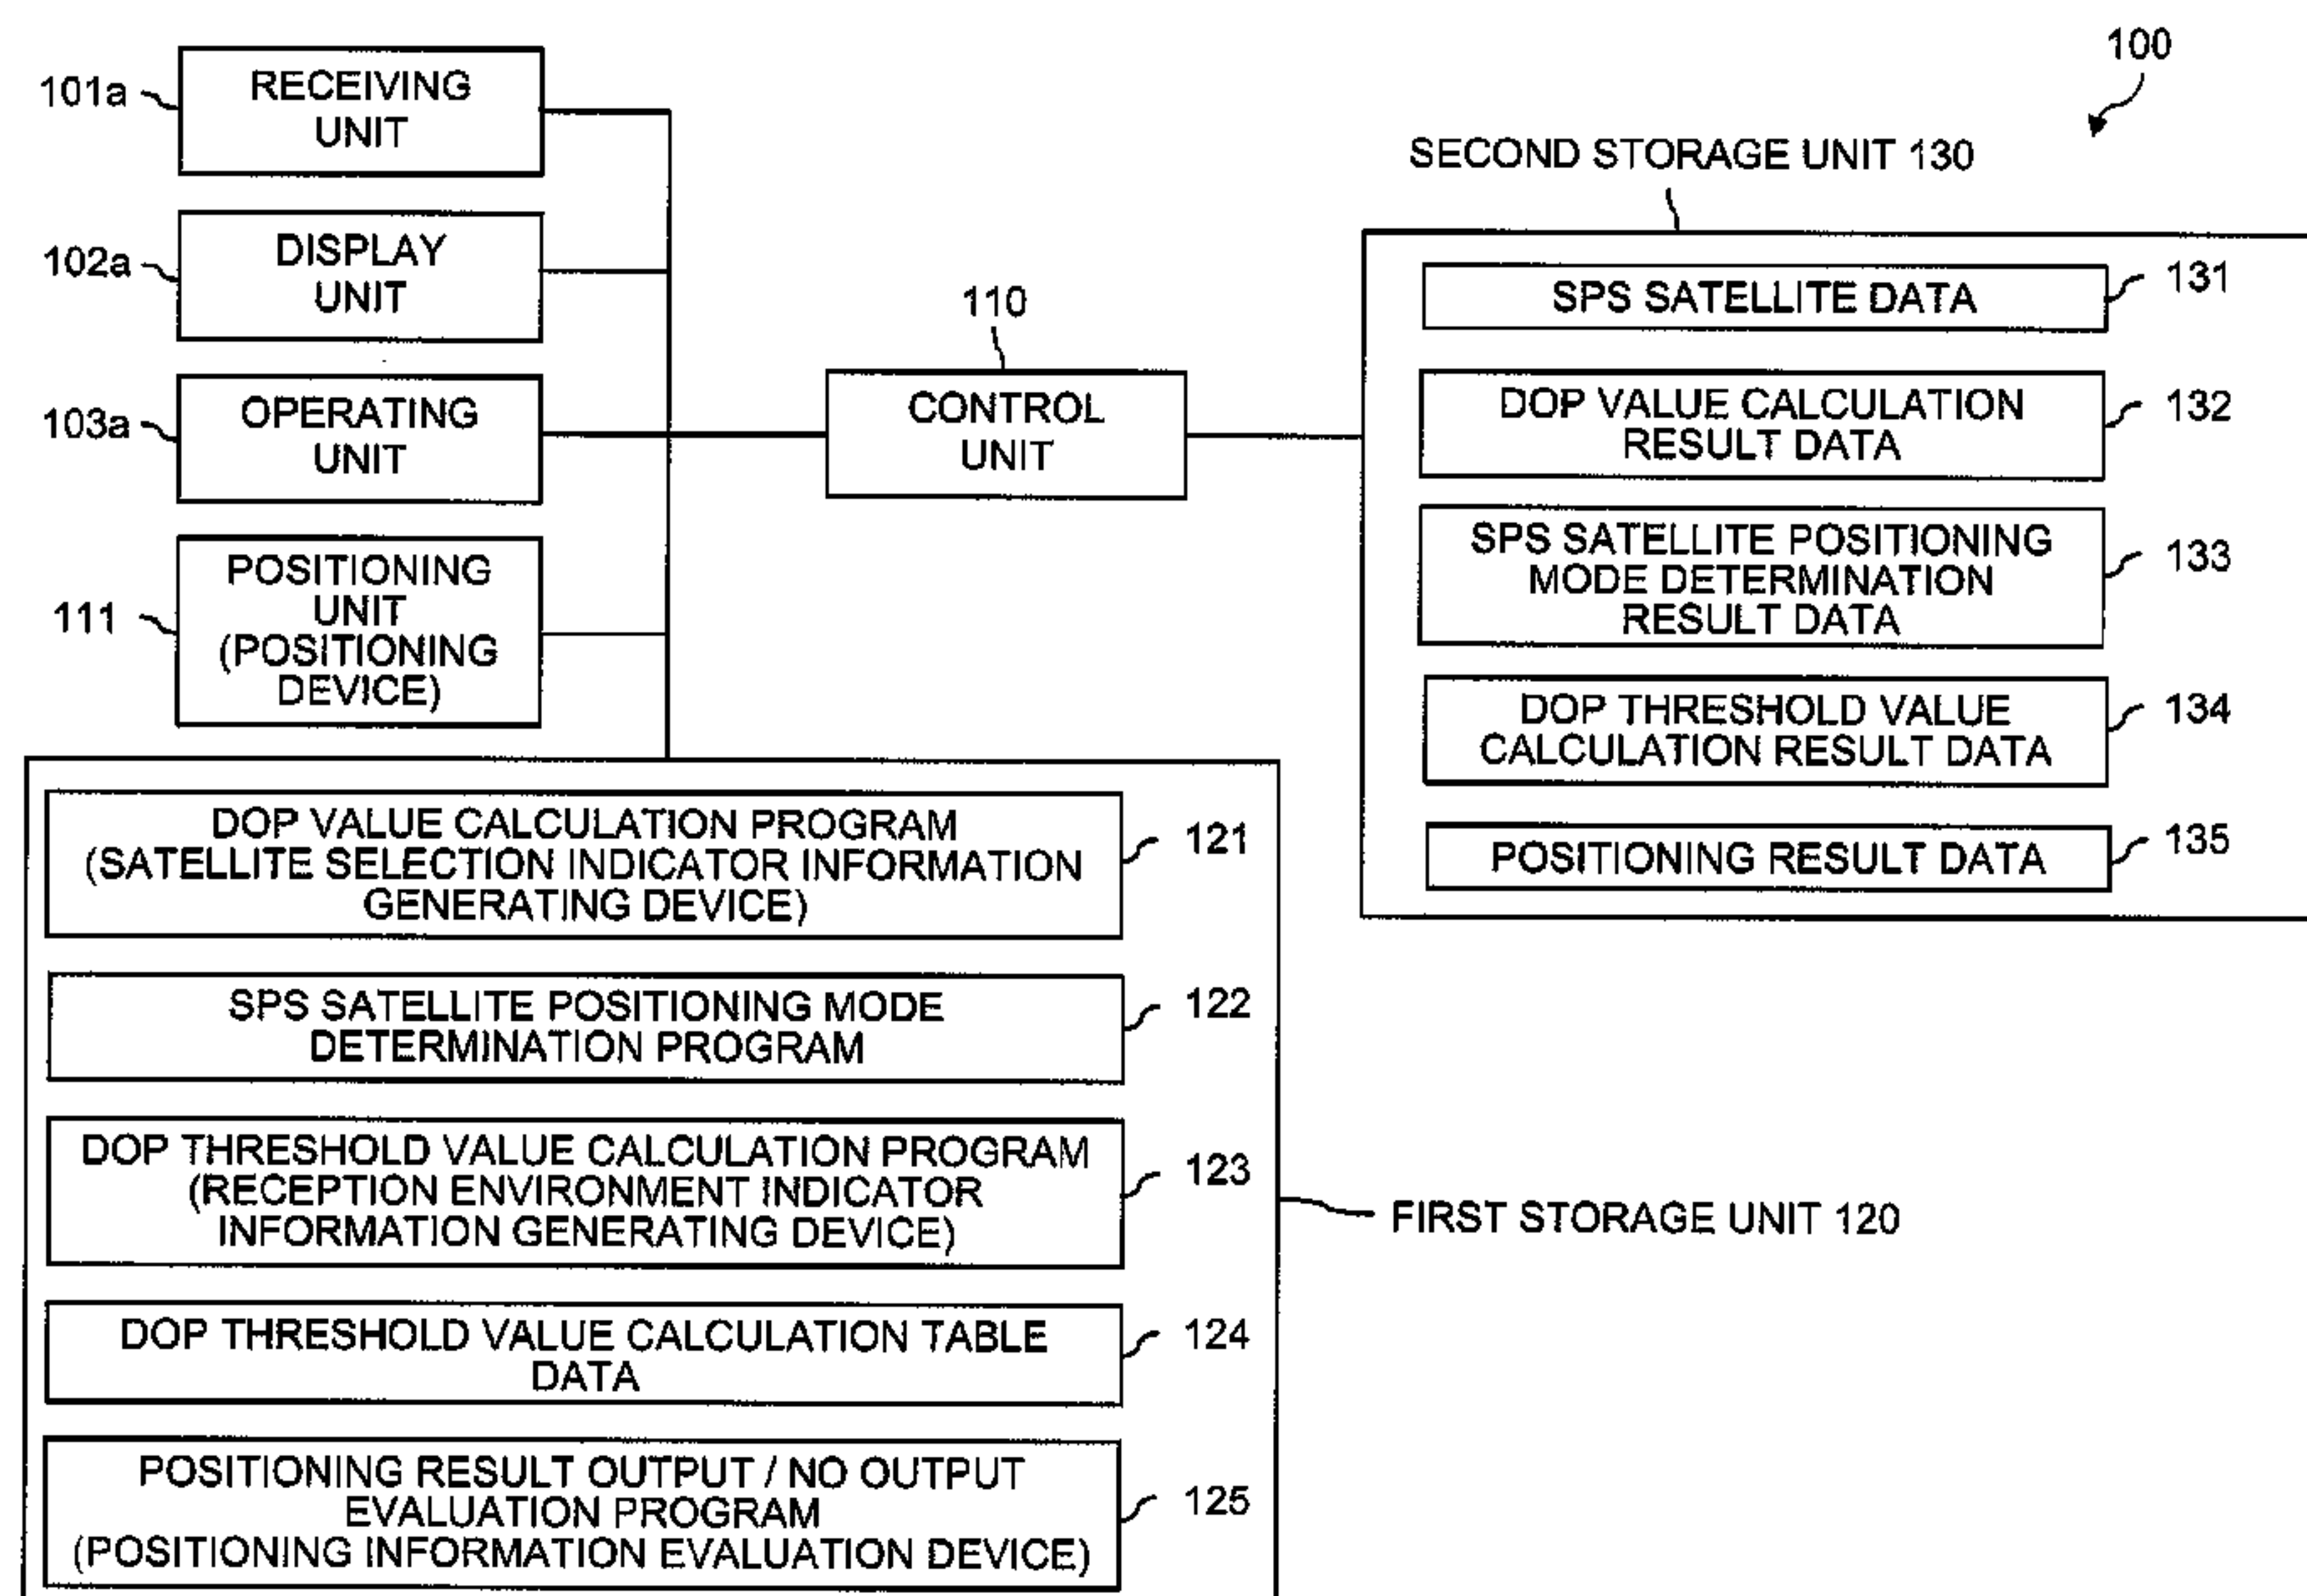 100
101a
RECEIVING
UNIT
102a
DISPLAY
UNIT
103a
OPERATING
UNIT
111
POSITIONING
UNIT
(POSITIONING
DEVICE)
110
CONTROL
UNIT
SECOND STORAGE UNIT 130
SPS SATELLITE DATA
131
DOP VALUE CALCULATION
RESULT DATA
132
SPS SATELLITE POSITIONING
MODE DETERMINATION
RESULT DATA
133
DOP THRESHOLD VALUE
CALCULATION RESULT DATA
134
POSITIONING RESULT DATA
135
DOP VALUE CALCULATION PROGRAM
(SATELLITE SELECTION INDICATOR INFORMATION
GENERATING DEVICE)
121
SPS SATELLITE POSITIONING MODE
DETERMINATION PROGRAM
122
DOP THRESHOLD VALUE CALCULATION PROGRAM
(RECEPTION ENVIRONMENT INDICATOR
INFORMATION GENERATING DEVICE)
123
FIRST STORAGE UNIT 120
DOP THRESHOLD VALUE CALCULATION TABLE
DATA
124
POSITIONING RESULT OUTPUT / NO OUTPUT
EVALUATION PROGRAM
(POSITIONING INFORMATION EVALUATION DEVICE)
125